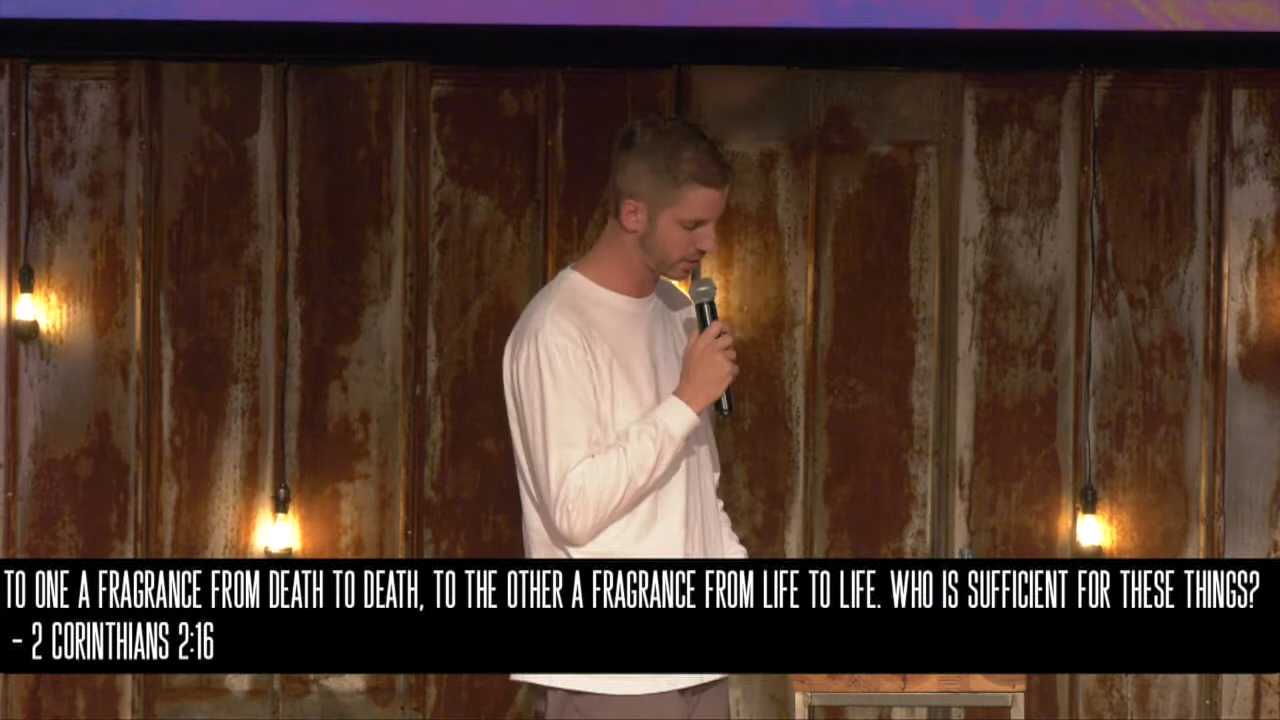 TO ONE A FRAGRANCE FROM DEATH TO DEATH, TO THE OTHER A FRAGRANCE FROM LIFE TO LIFE. WHO IS SUFFICIENT FOR THESE THINGS?
- 2 CORINTHIANS 2:16